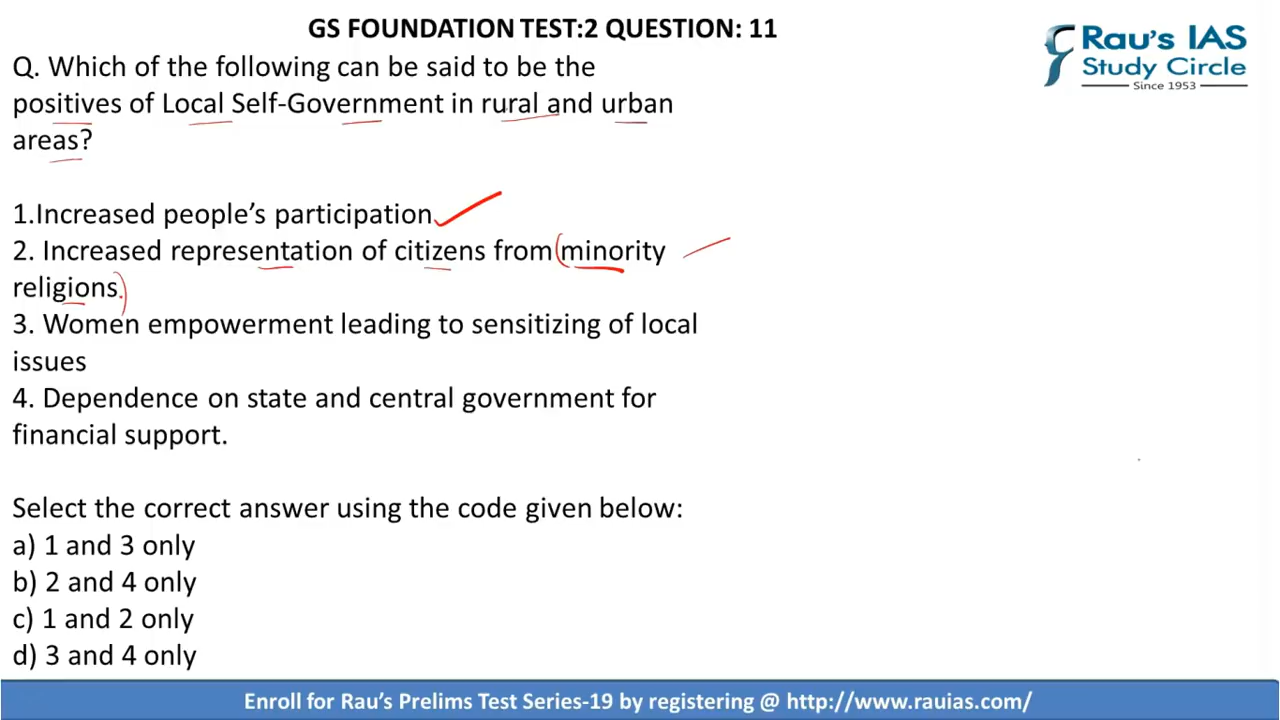 GS FOUNDATION TEST:2 QUESTION: 11
Rau's IAS
Study Circle
Since 1953
Q. Which of the following can be said to be the
positives of Local Self-Government in rural and urban
areas?
1.Increased people's participation
2. Increased representation of citizens from minority
religions.
3. Women empowerment leading to sensitizing of local
issues
4. Dependence on state and central government for
financial support.
Select the correct answer using the code given below:
a) 1 and 3 only
b) 2 and 4 only
c) 1 and 2 only
d) 3 and 4 only
Enroll for Rau's Prelims Test Series-19 by registering @ http://www.rauias.com/